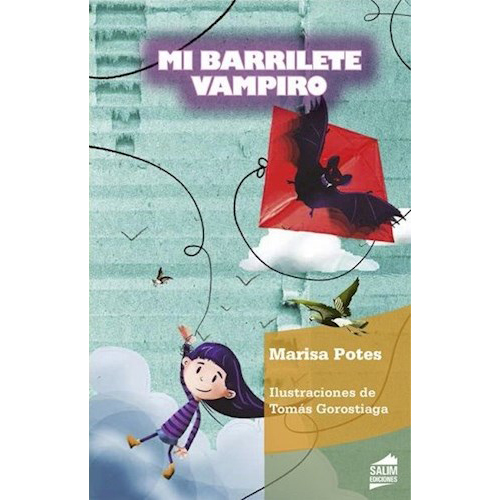 MI BARRILETE
VAMPIRO
Marisa Potes
Ilustraciones de
Tomás Gorostiaga
SALIM
EDICIONES